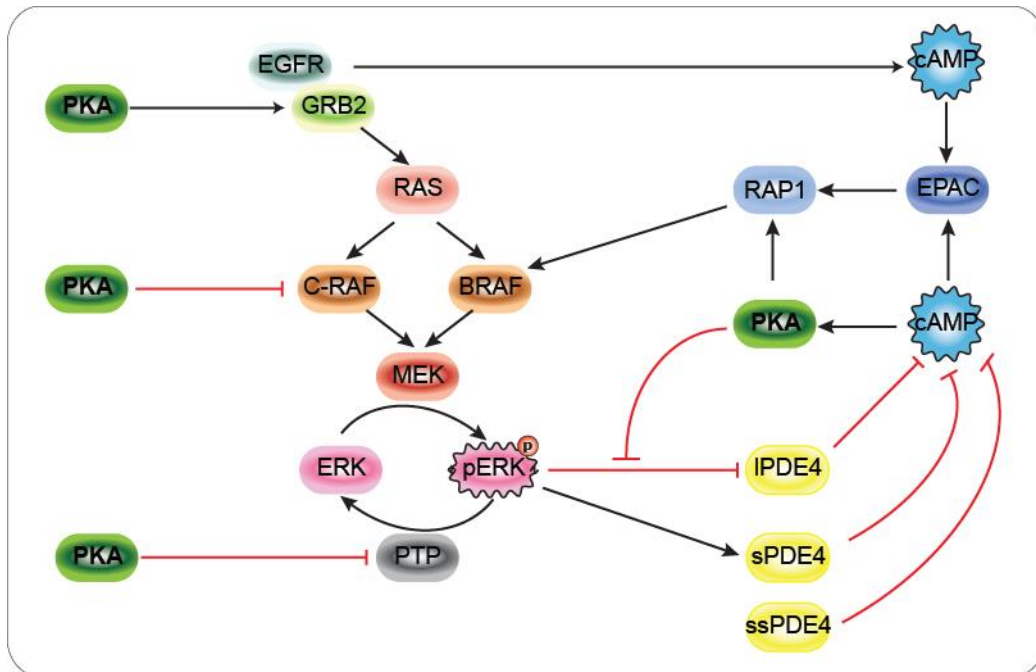 EGFR
cAMP
PKA
GRB2
RAS
RAP1
EPAC
PKA
C-RAF
BRAF
PKA
cAMP
MEK
P
ERK
pERK
lPDE4
PKA
PTP
sPDE4
ssPDE4